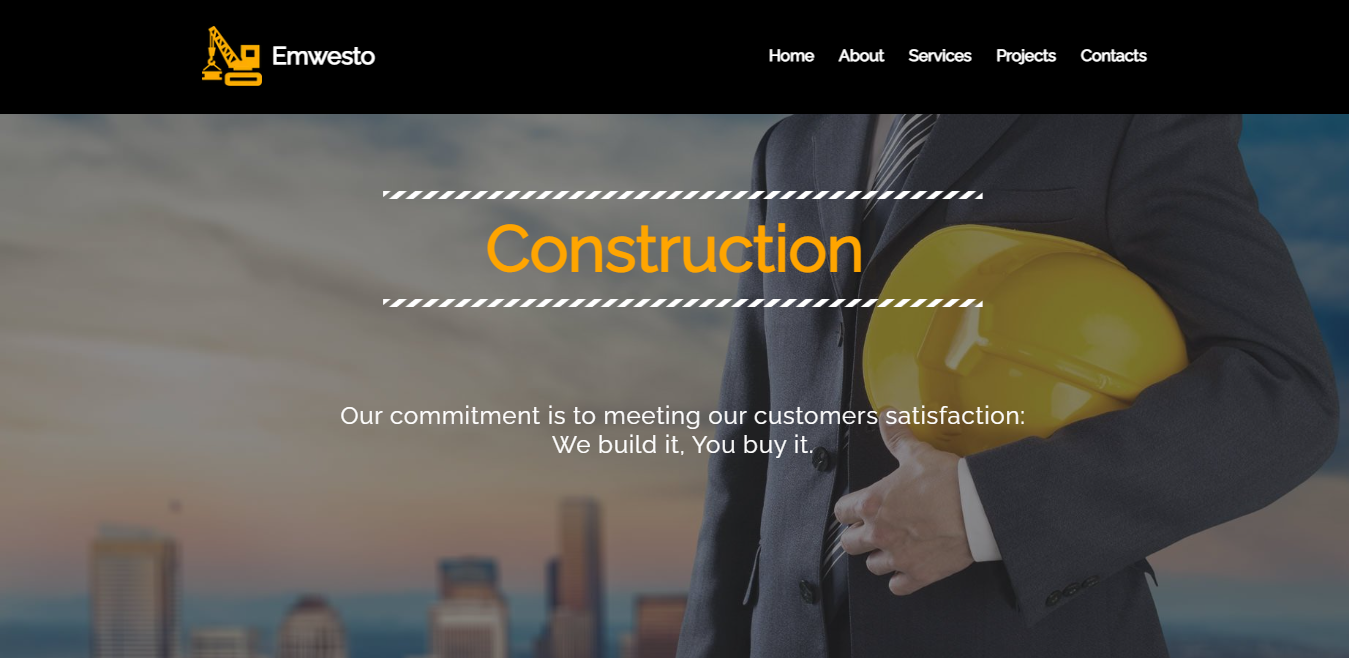 Emwesto
Home About Services Projects Contacts
Construction
Our commitment is to meeting our customers satisfaction:
We build it, You buy it.